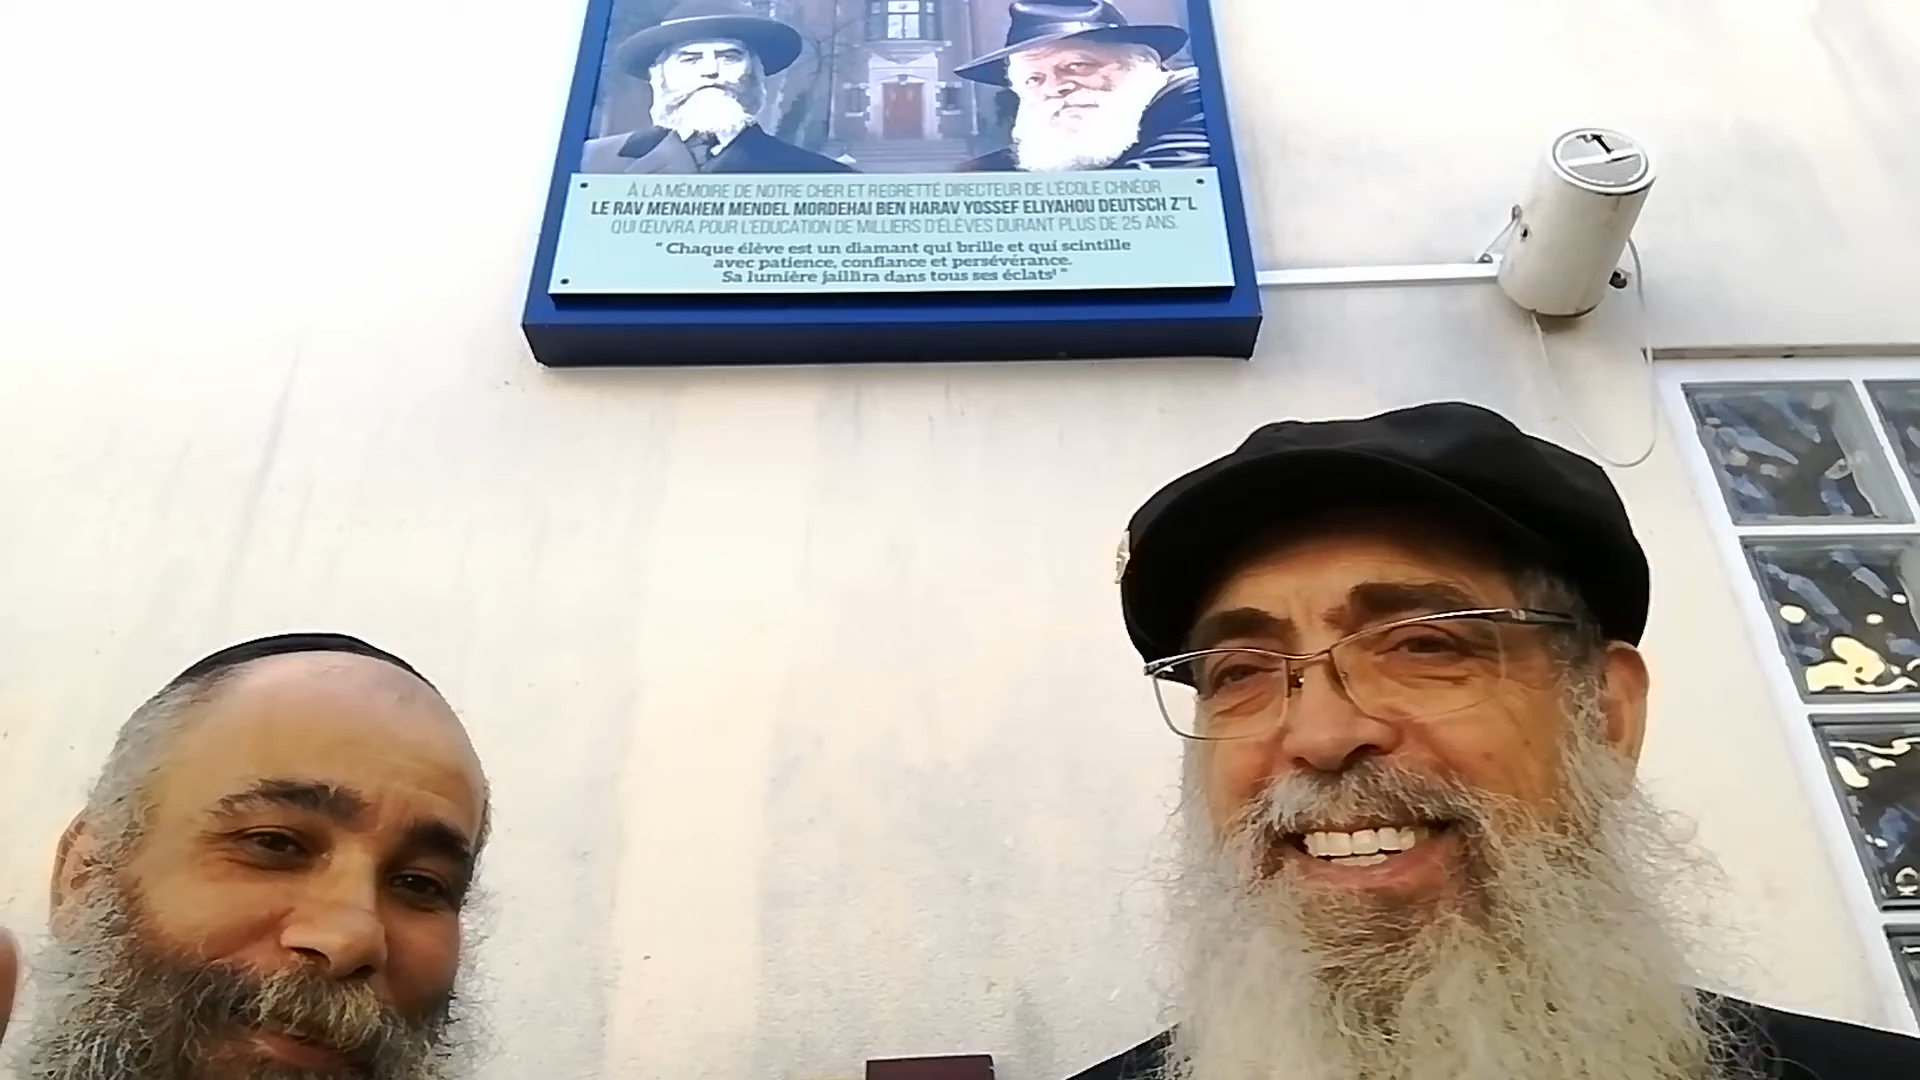 À LA MÉMOIRE DE NOTRE CHER ET REGRETTÉ DIRECTEUR DE L'ÉCOLE CHNÉOR
LE RAV MENAHEM MENDEL MORDEHAI BEN HARAV YOSSEF ELIYAHOU DEUTSCH Z"L
QUI ŒUVRA POUR L'EDUCATION DE MILLIERS D'ÉLÈVES DURANT PLUS DE 25 ANS.
" Chaque élève est un diamant qui brille et qui scintille
avec patience, confiance et persévérance.
Sa lumière jaillira dans tous ses éclats! "